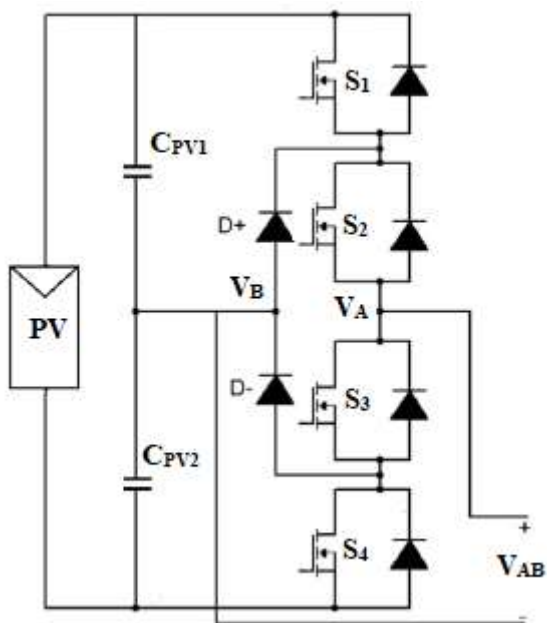 S1
CPV1
S2
D+
VB
VA
PV
D-
S3
CPV2
S4
+
VAB
-